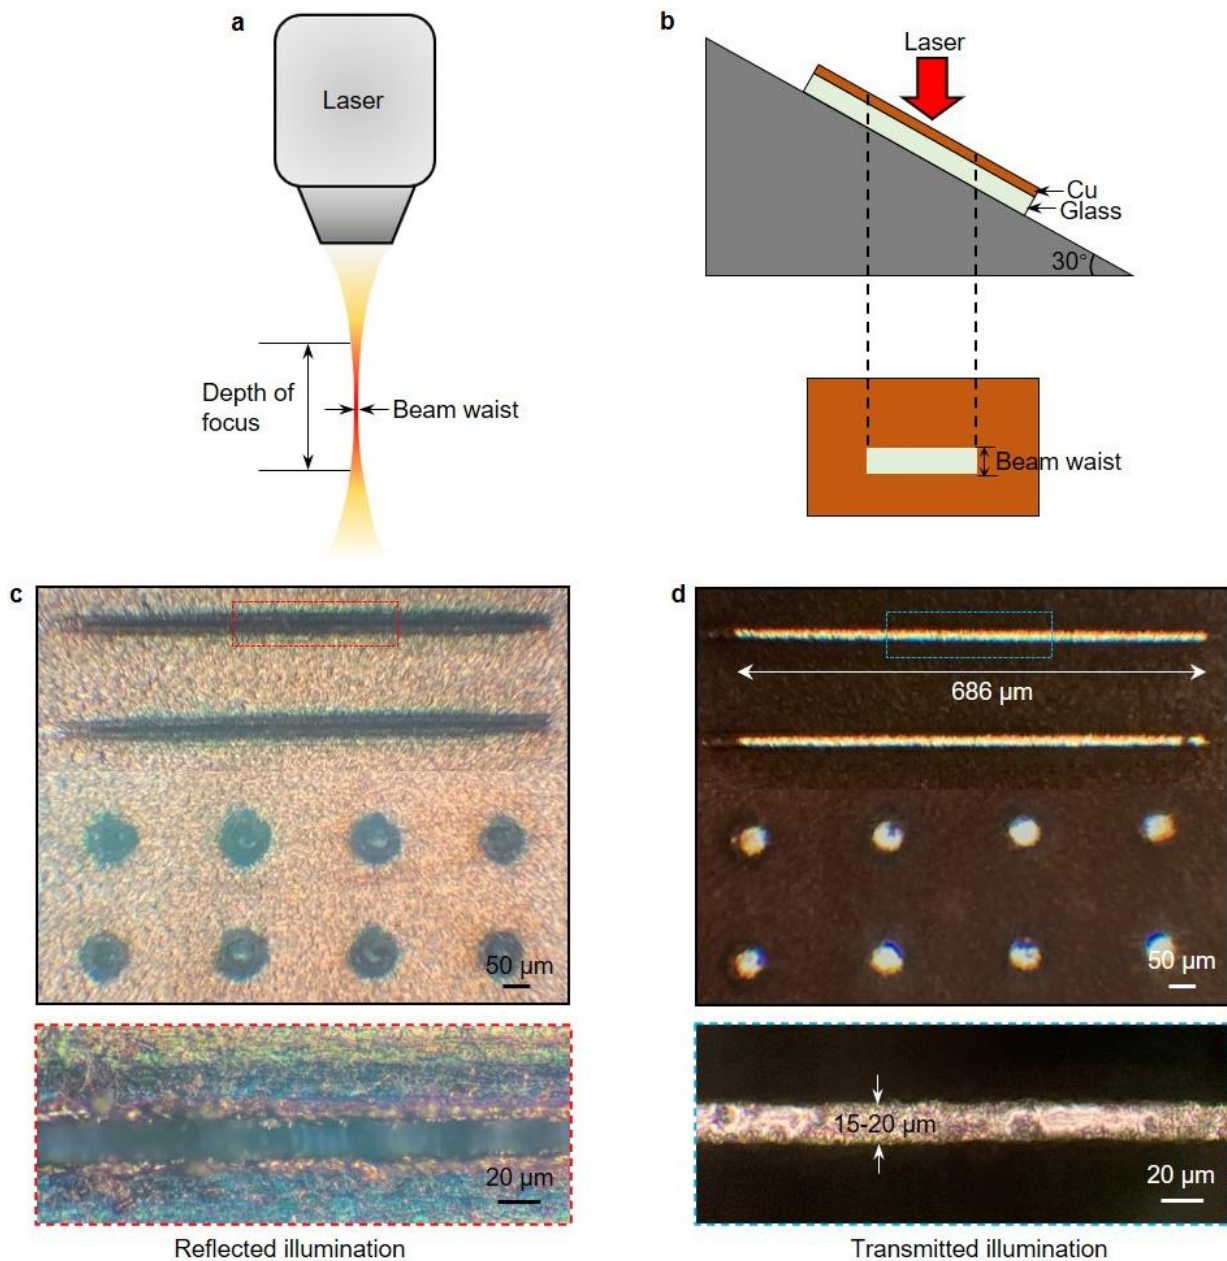 a
Laser
Depth of
focus
Beam waist
b
Laser
Cu
Glass
30°
Beam waist
c
50 µm
20 µm
Reflected illumination
d
686 µm
50 µm
15-20 µm
20 µm
Transmitted illumination